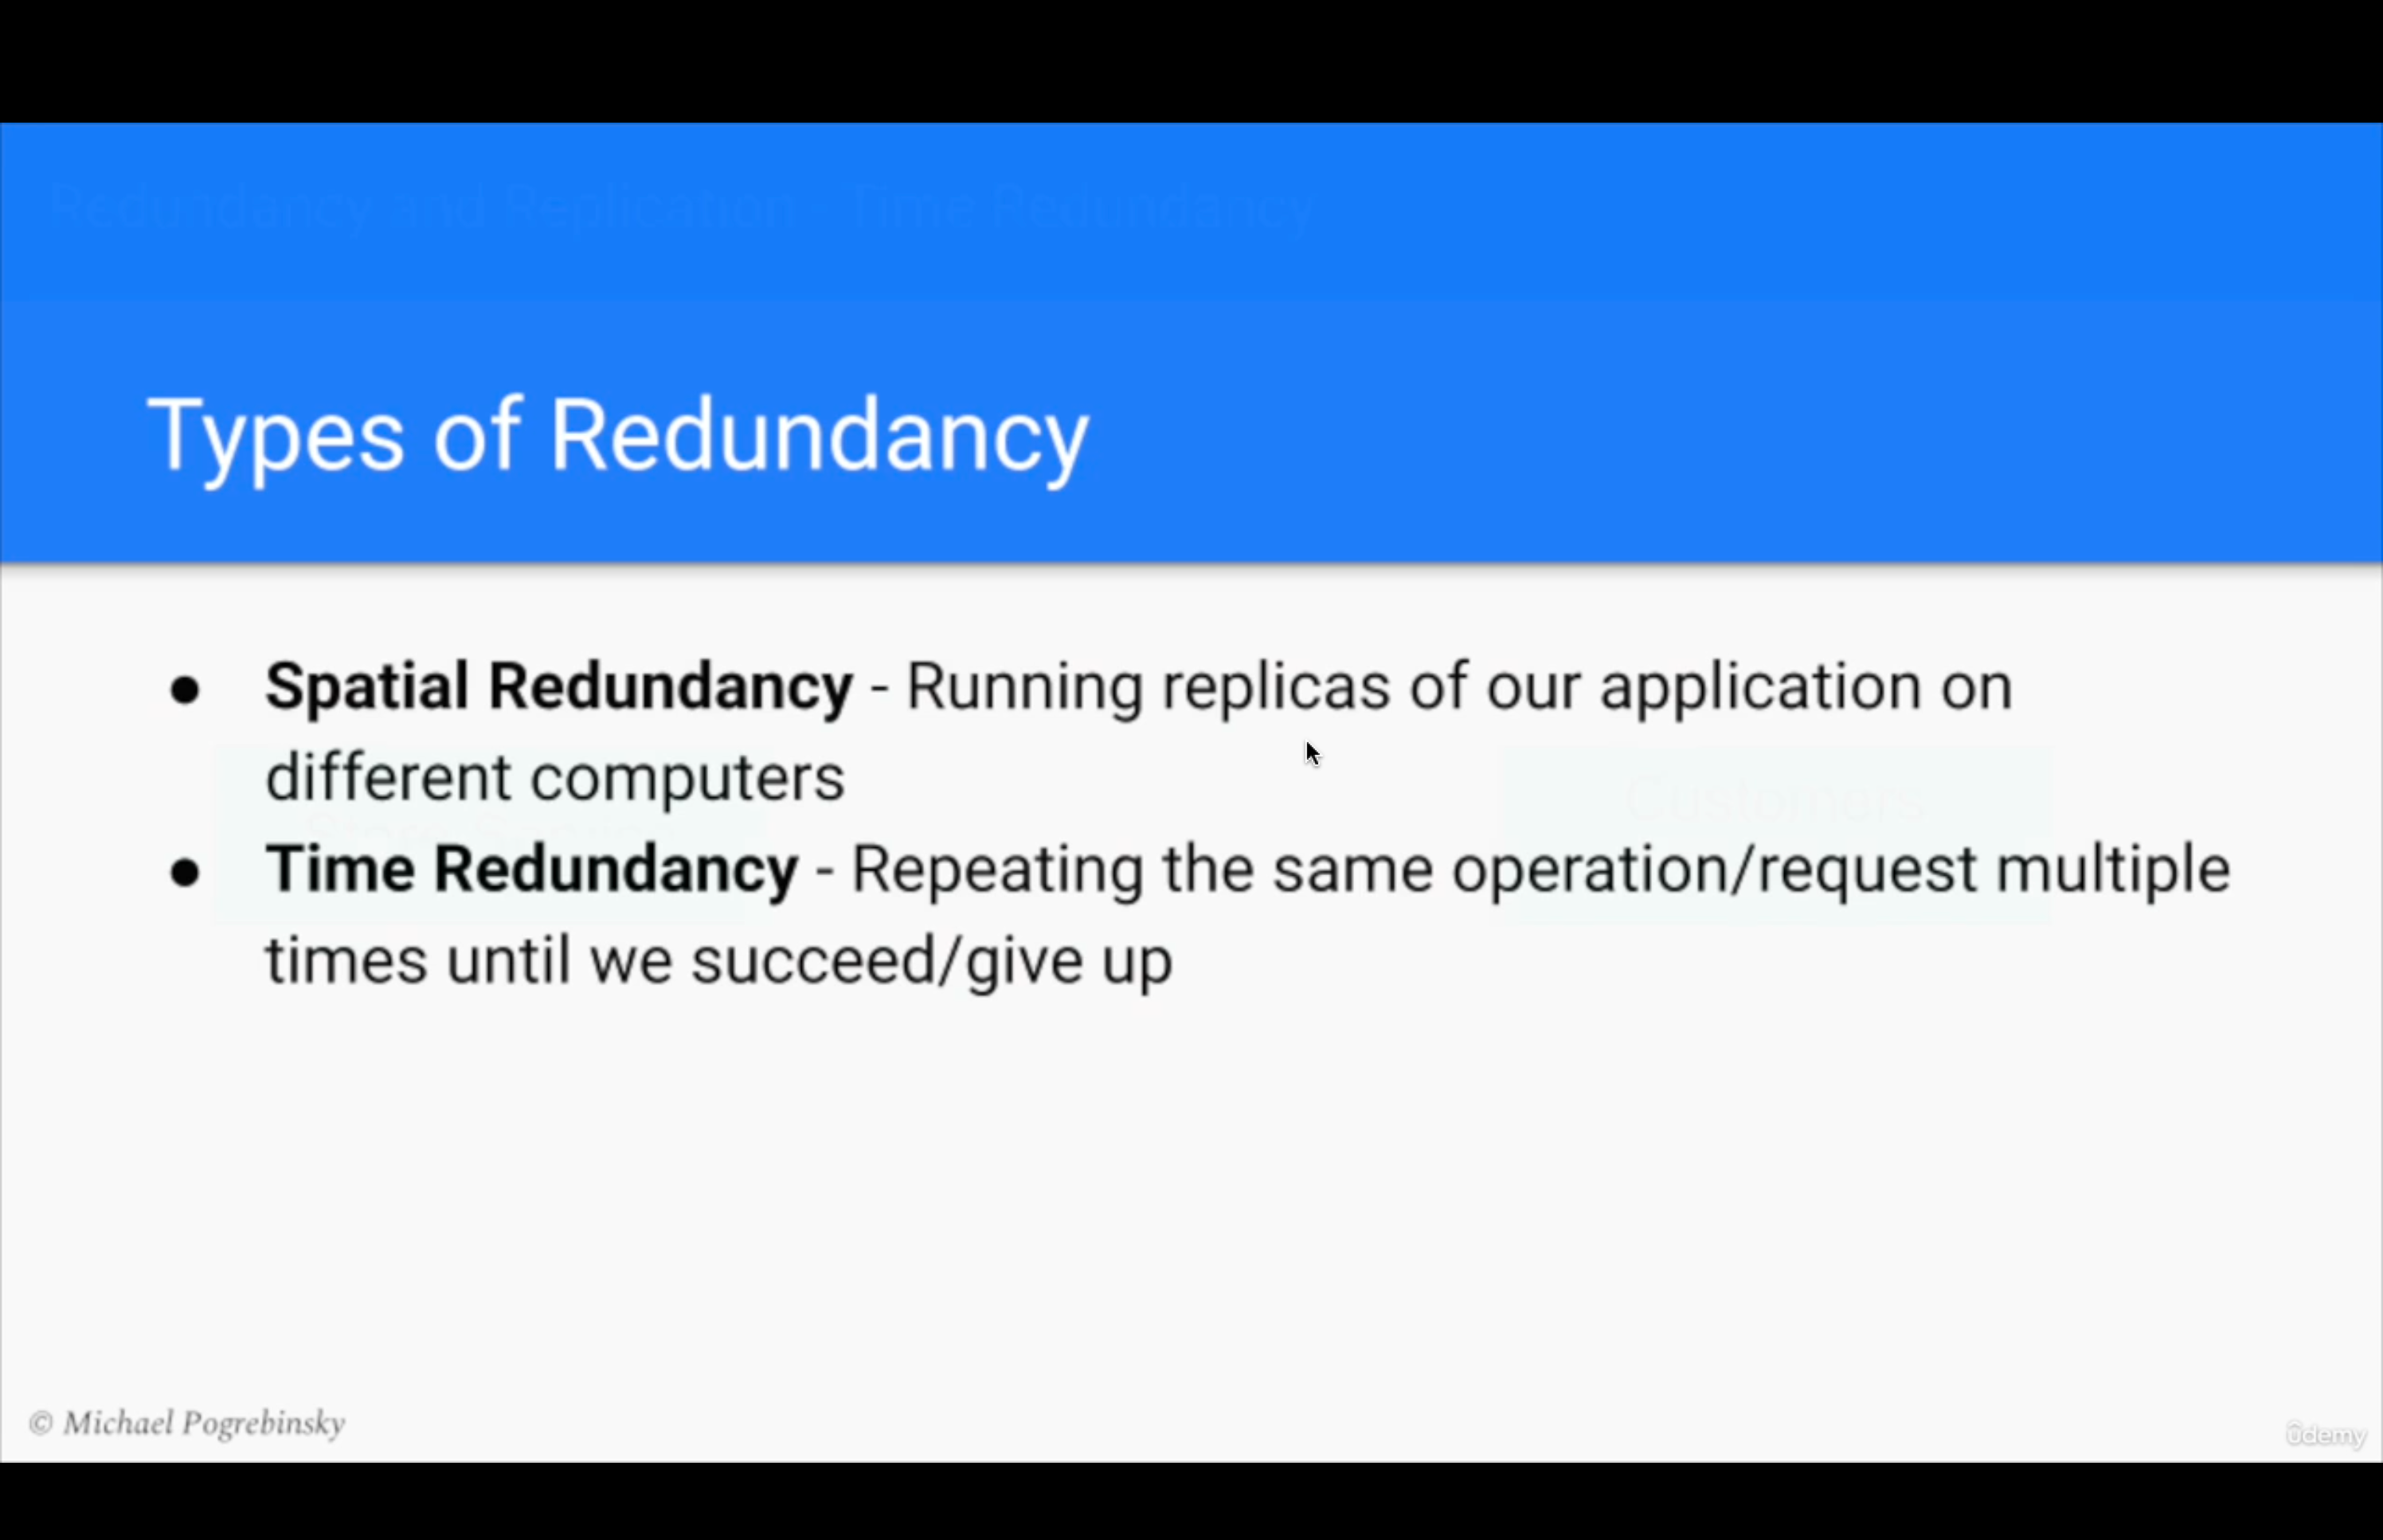 Redundancy and Replication - Time Redundancy
Types of Redundancy
● Spatial Redundancy - Running replicas of our application on
different computers
Customers
● Time Redundancy - Repeating the same operation/request multiple
times until we succeed/give up
© Michael Pogrebinsky
ûdemy